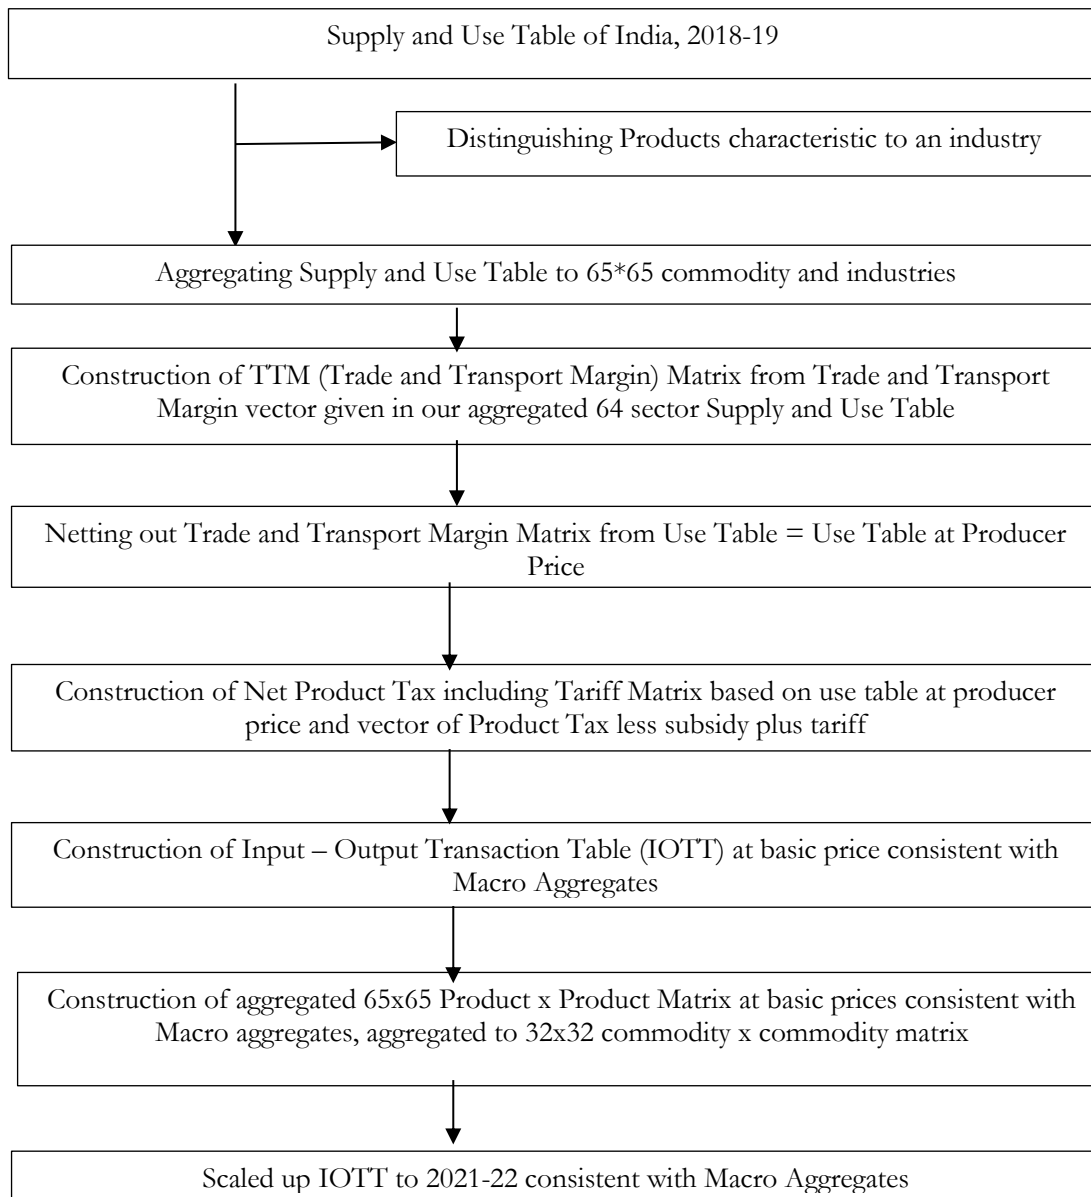 Supply and Use Table of India, 2018-19
Distinguishing Products characteristic to an industry
Aggregating Supply and Use Table to 65*65 commodity and industries
Construction of TTM (Trade and Transport Margin) Matrix from Trade and Transport
Margin vector given in our aggregated 64 sector Supply and Use Table
Netting out Trade and Transport Margin Matrix from Use Table = Use Table at Producer
Price
Construction of Net Product Tax including Tariff Matrix based on use table at producer
price and vector of Product Tax less subsidy plus tariff
Construction of Input – Output Transaction Table (IOTT) at basic price consistent with
Macro Aggregates
Construction of aggregated 65x65 Product x Product Matrix at basic prices consistent with
Macro aggregates, aggregated to 32x32 commodity x commodity matrix
Scaled up IOTT to 2021-22 consistent with Macro Aggregates